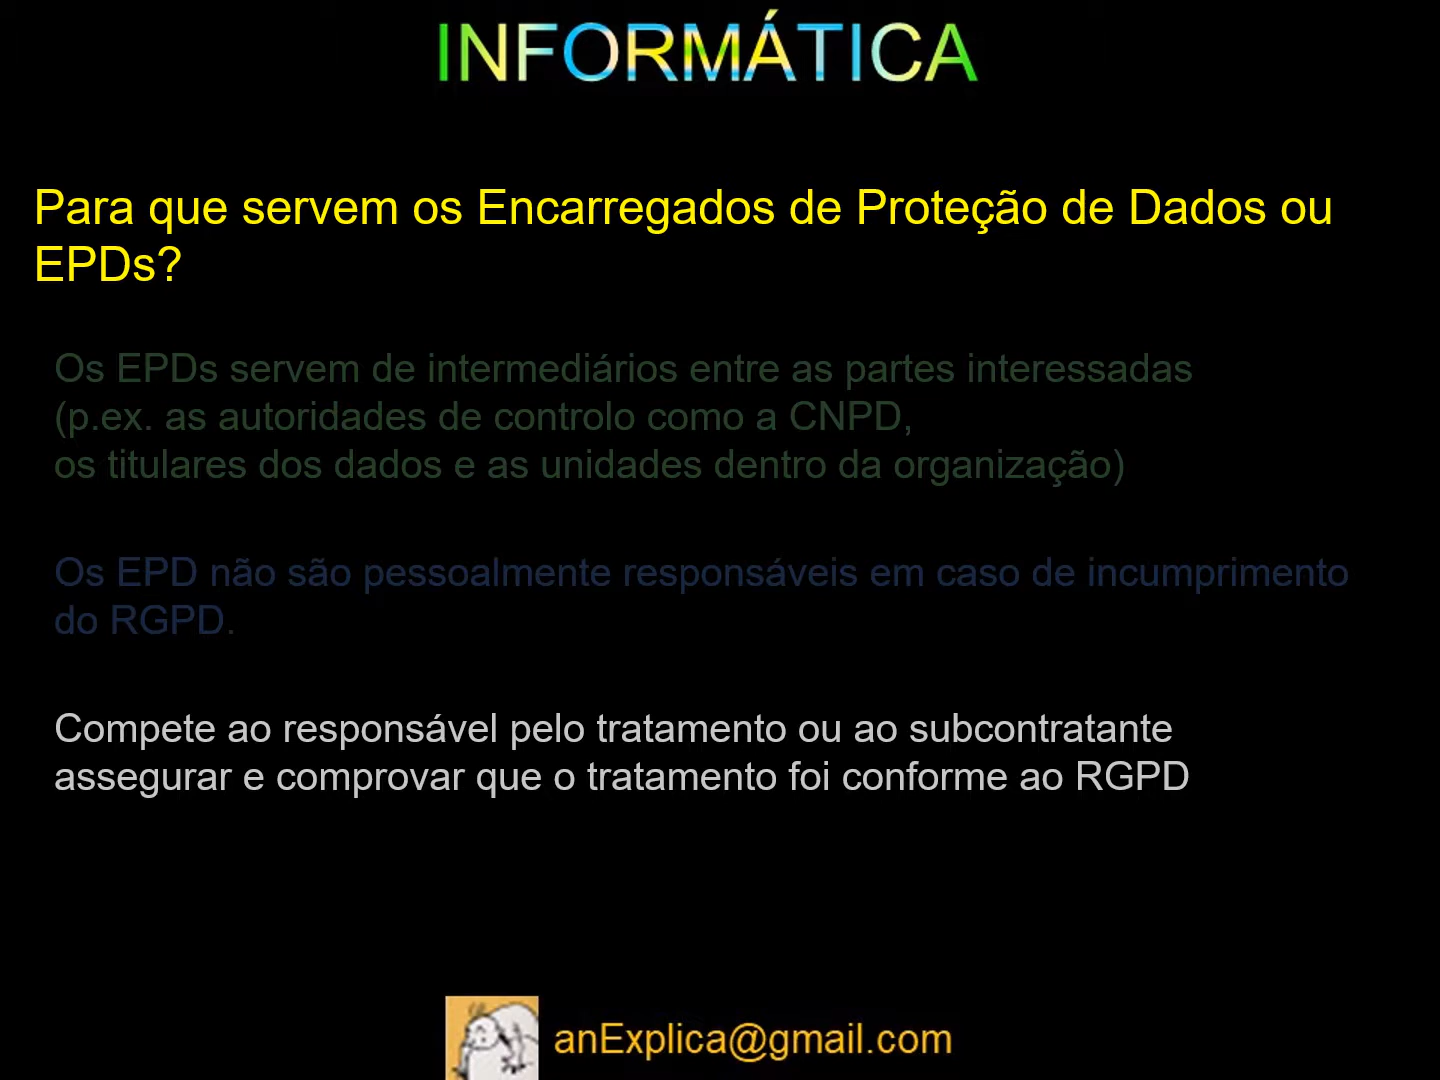 INFORMÁTICA
Para que servem os Encarregados de Proteção de Dados ou
EPDs?
Os EPDs servem de intermediários entre as partes interessadas
(p.ex. as autoridades de controlo como a CNPD,
os titulares dos dados e as unidades dentro da organização)
Os EPD não são pessoalmente responsáveis em caso de incumprimento
do RGPD.
Compete ao responsável pelo tratamento ou ao subcontratante
assegurar e comprovar que o tratamento foi conforme ao RGPD
anExplica@gmail.com